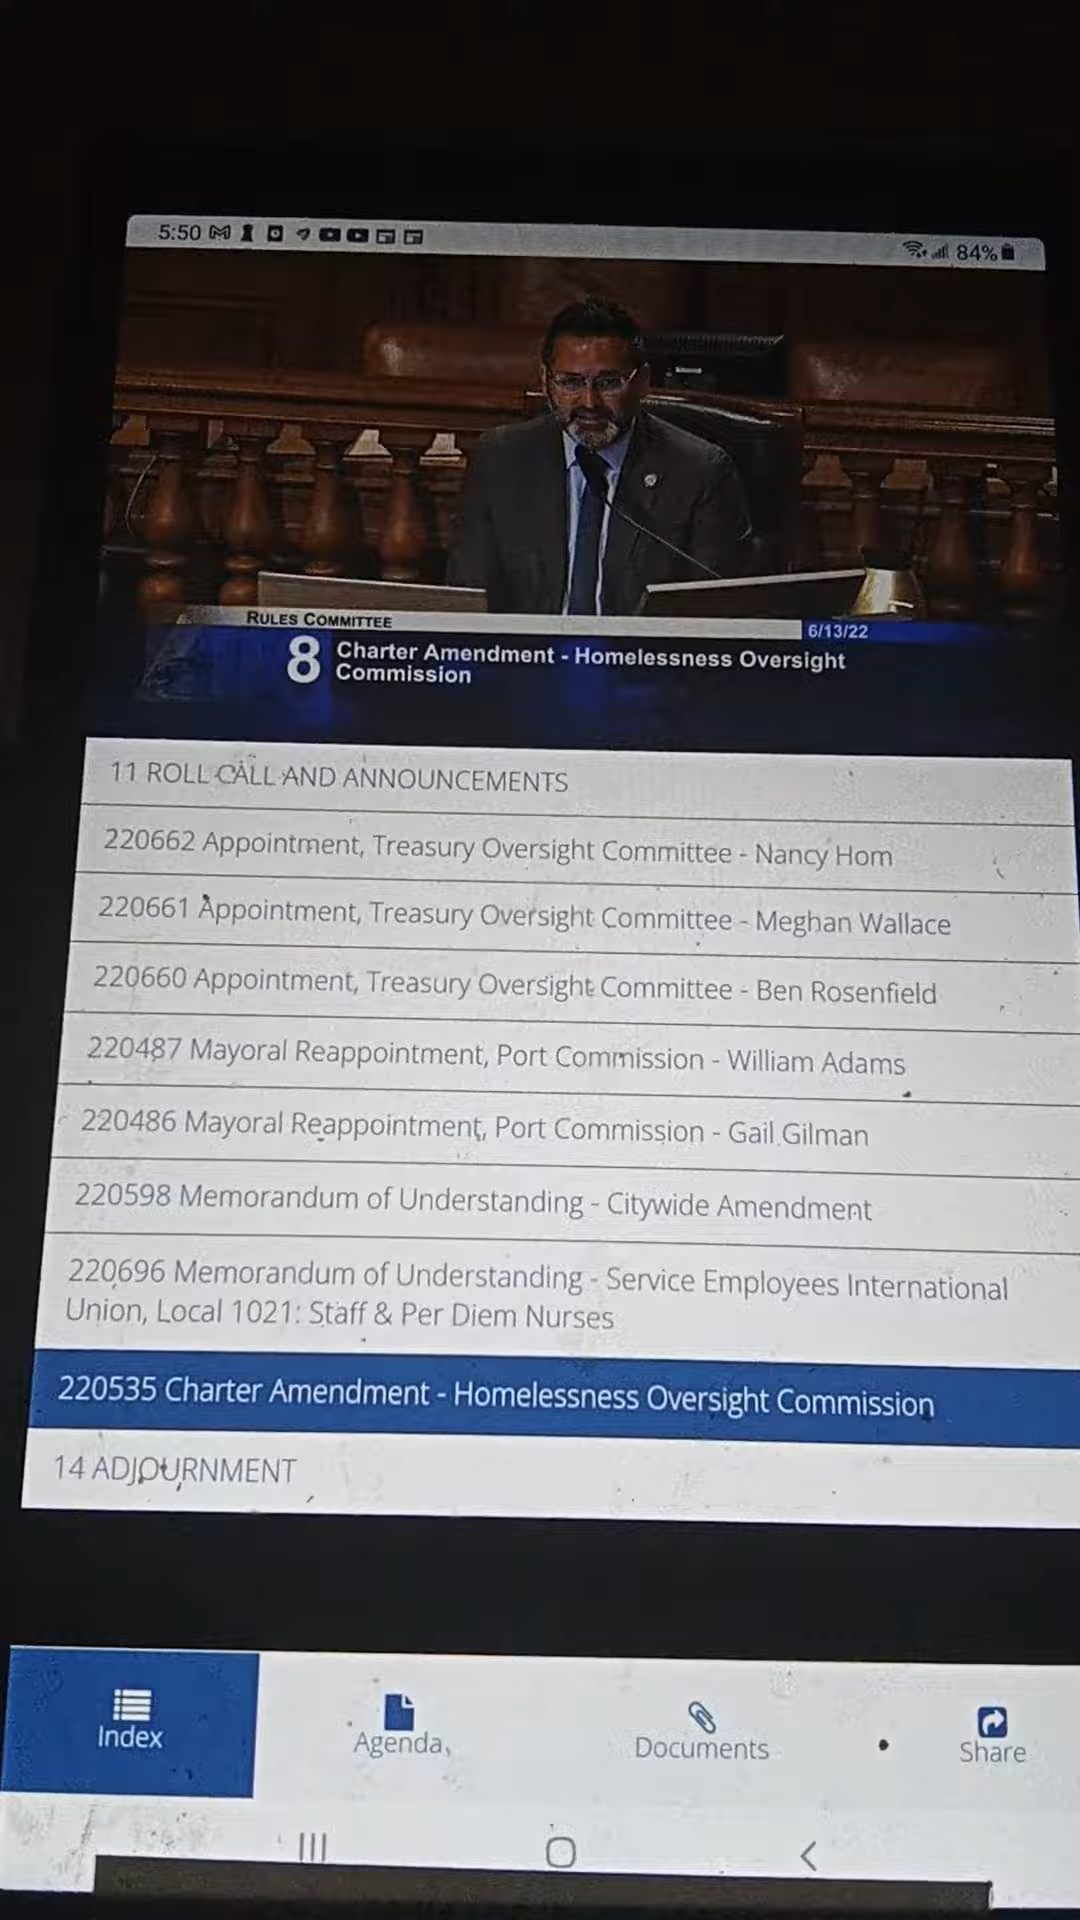 5:50
84%
RULES COMMITTEE
6/13/22
8 Charter Amendment - Homelessness Oversight
Commission
11 ROLL CALL AND ANNOUNCEMENTS
220662 Appointment, Treasury Oversight Committee - Nancy Hom
220661 Appointment, Treasury Oversight Committee - Meghan Wallace
220660 Appointment, Treasury Oversight Committee - Ben Rosenfield
220487 Mayoral Reappointment, Port Commission - William Adams
220486 Mayoral Reappointment, Port Commission - Gail Gilman
220598 Memorandum of Understanding - Citywide Amendment
220696 Memorandum of Understanding - Service Employees International
Union, Local 1021: Staff & Per Diem Nurses
220535 Charter Amendment - Homelessness Oversight Commission
14 ADJOURNMENT
Index
Agenda
Documents
Share